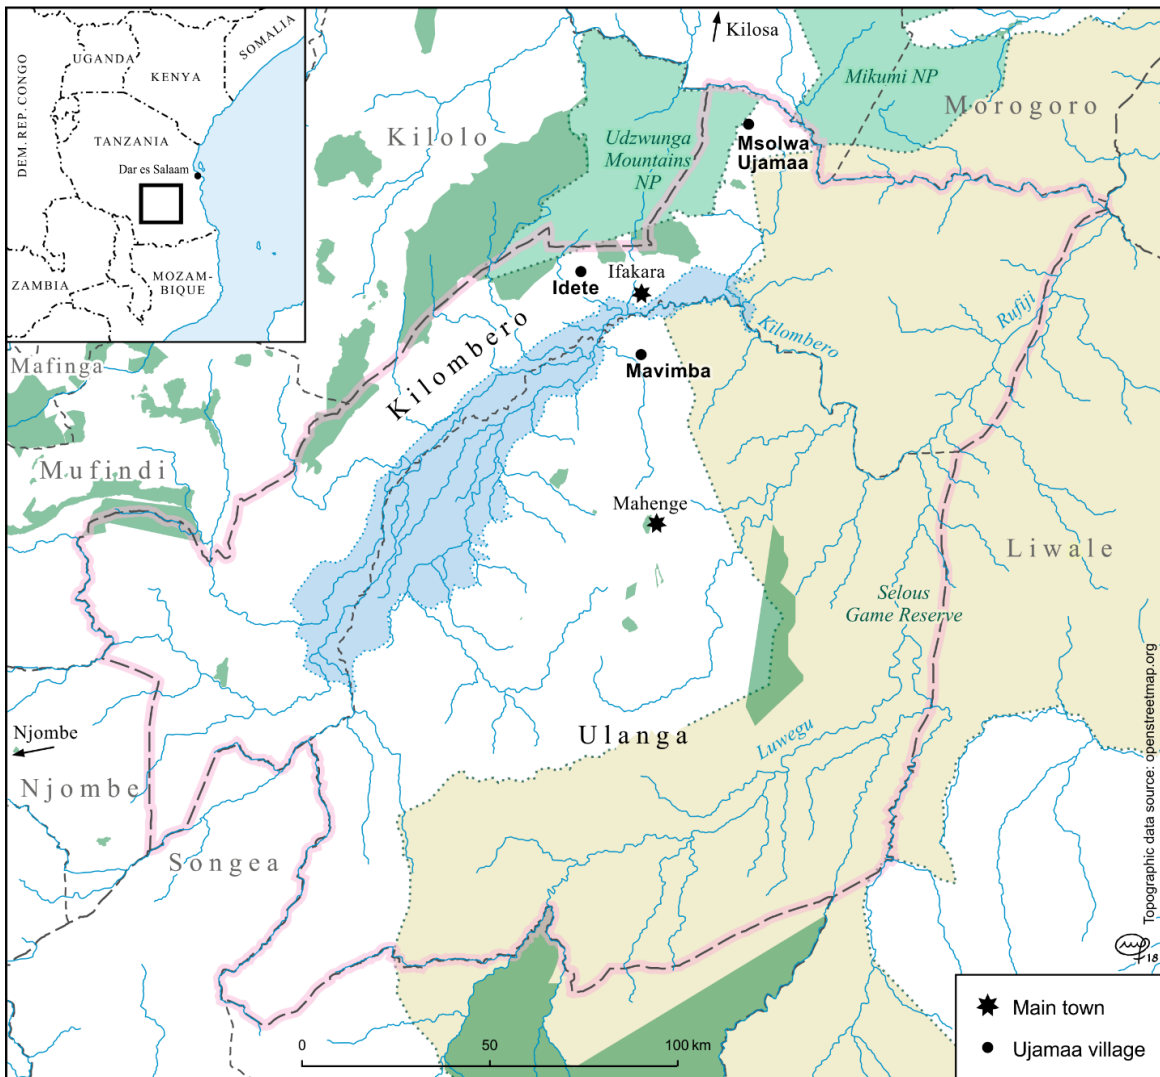 SOMALIA
UGANDA
KENYA
DEM. REP. CONGO
TANZANIA
Dar es Salaam
ZAMBIA
MOZAM-
BIQUE
Kilosa
Mikumi NP
Morogoro
Kilolo
Udzwunga
Mountains
NP
Msolwa
Ujamaa
Idete
Ifakara
Kilombero
Rufiji
Kilombero
Mavimba
Mafinga
Mufindi
Mahenge
Liwale
Selous
Game Reserve
Njombe
Ulanga
Luwegu
Njombe
Songea
Topographic data source: openstreetmap.org
18
0 50 100 km
Main town
Ujamaa village